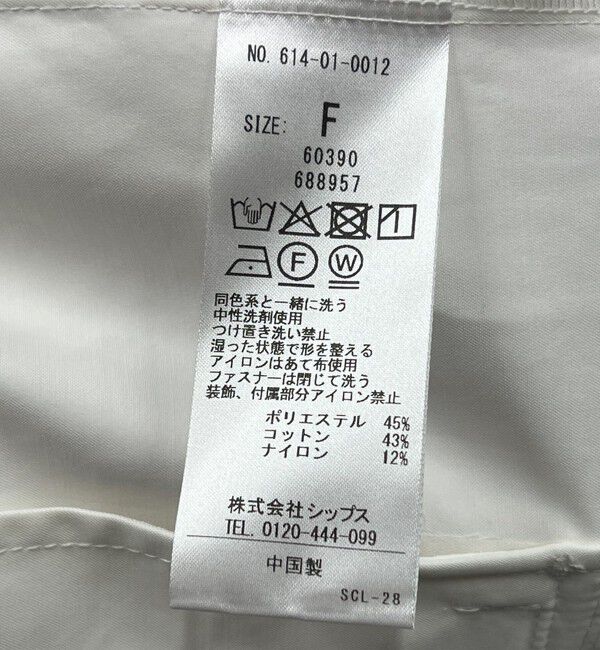 NO. 614-01-0012
SIZE: F
60390
688957
F W
同色系と一緒に洗う
中性洗剤使用
つけ置き洗い禁止
湿った状態で形を整える
アイロンはあて布使用
ファスナーは閉じて洗う
装飾、付属部分アイロン禁止
ポリエステル 45%
コットン 43%
ナイロン 12%
株式会社シップス
TEL. 0120-444-099
中国製
SCL-28